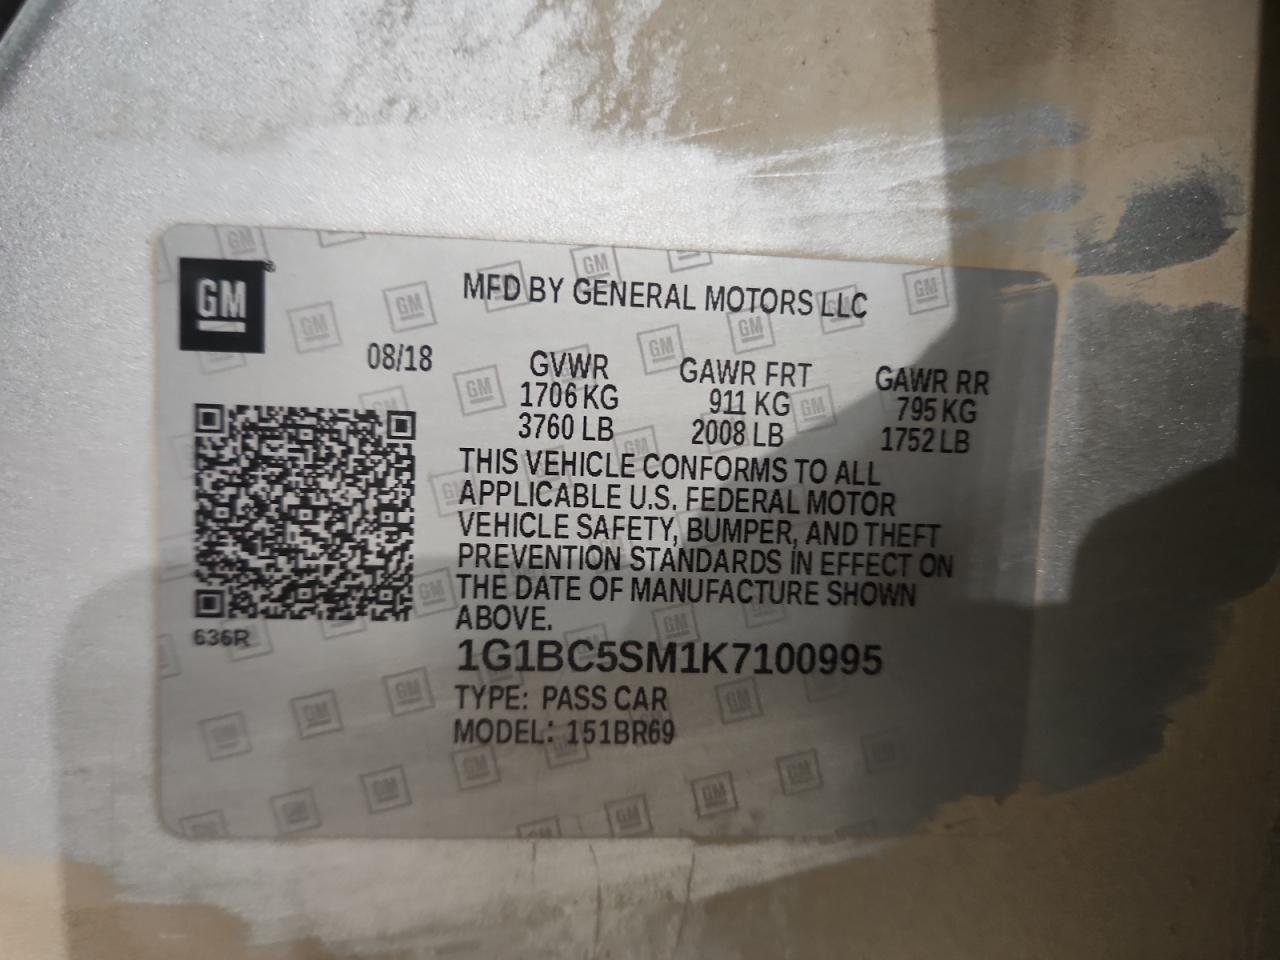 GM
MFD BY GENERAL MOTORS LLC
08/18
GVWR GAWR FRT GAWR RR
1706 KG 911 KG 795 KG
3760 LB 2008 LB 1752 LB
THIS VEHICLE CONFORMS TO ALL
APPLICABLE U.S. FEDERAL MOTOR
VEHICLE SAFETY, BUMPER, AND THEFT
PREVENTION STANDARDS IN EFFECT ON
THE DATE OF MANUFACTURE SHOWN
ABOVE.
636R
1G1BC5SM1K7100995
TYPE: PASS CAR
MODEL: 151BR69